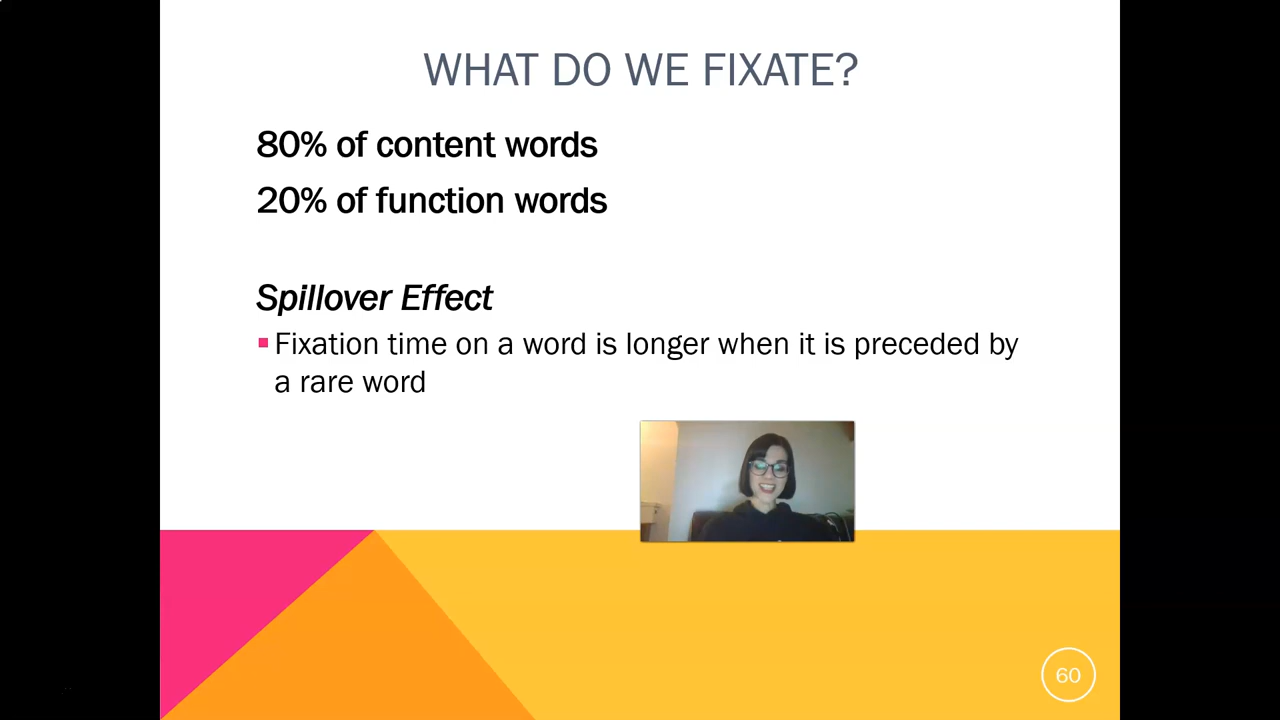 WHAT DO WE FIXATE?
80% of content words
20% of function words
Spillover Effect
Fixation time on a word is longer when it is preceded by
a rare word
60